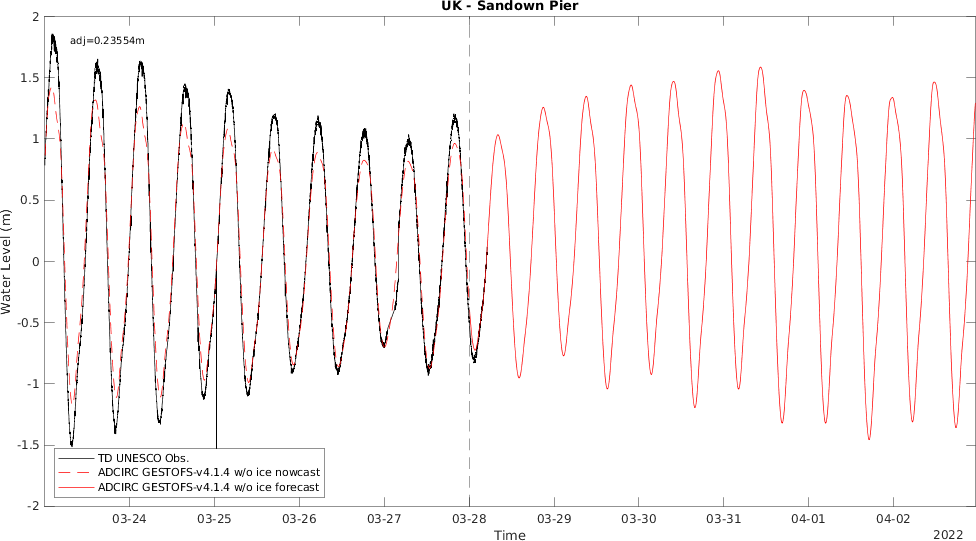 UK - Sandown Pier
adj=0.23554m
2
1.5
1
0.5
0
-0.5
-1
-1.5
-2
Water Level (m)
TD UNESCO Obs.
ADCIRC GESTOFS-v4.1.4 w/o ice nowcast
ADCIRC GESTOFS-v4.1.4 w/o ice forecast
03-24 03-25 03-26 03-27 03-28 03-29 03-30 03-31 04-01 04-02
Time
2022